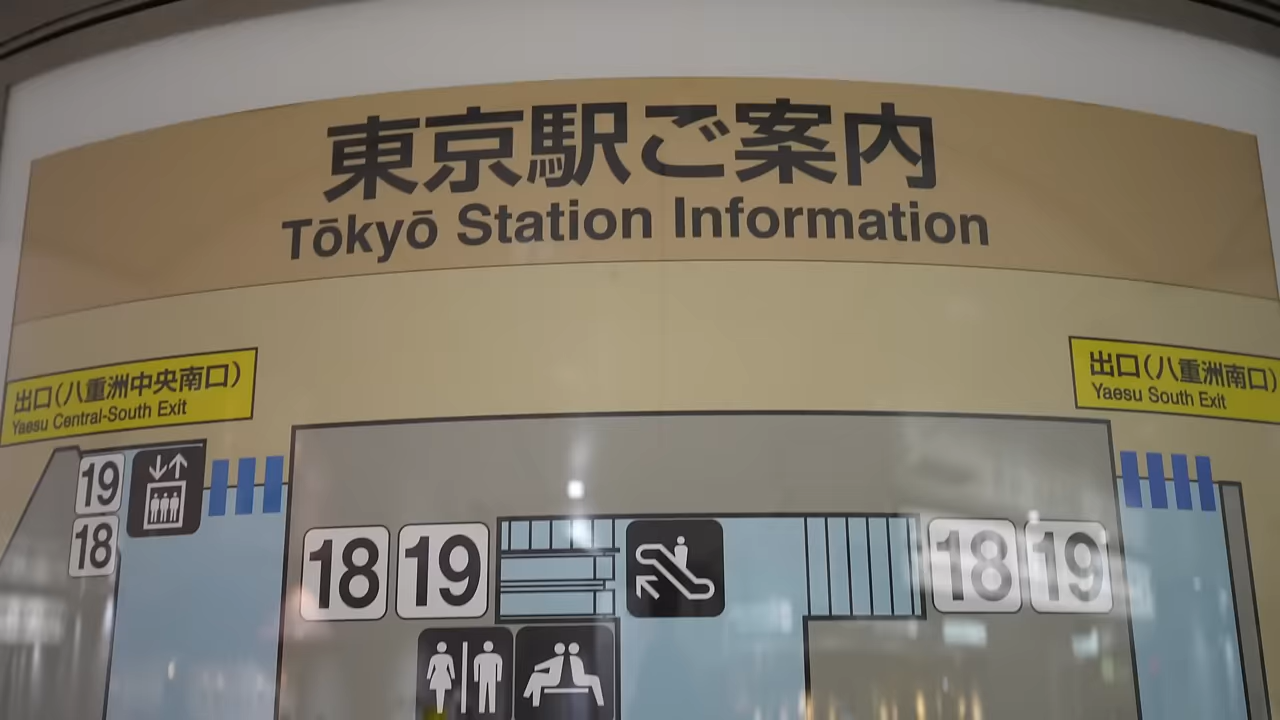 東京駅ご案内
Tōkyō Station Information
出口(八重洲中央南口)
Yaesu Central-South Exit
出口(八重洲南口)
Yaesu South Exit
19
18
18 19
18 19